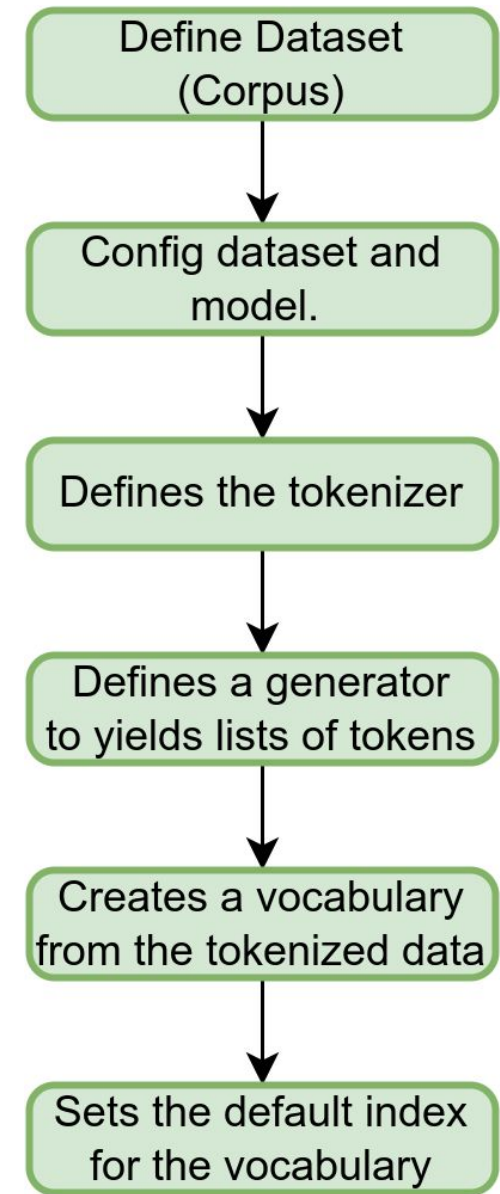 Define Dataset
(Corpus)
Config dataset and
model.
Defines the tokenizer
Defines a generator
to yields lists of tokens
Creates a vocabulary
from the tokenized data
Sets the default index
for the vocabulary